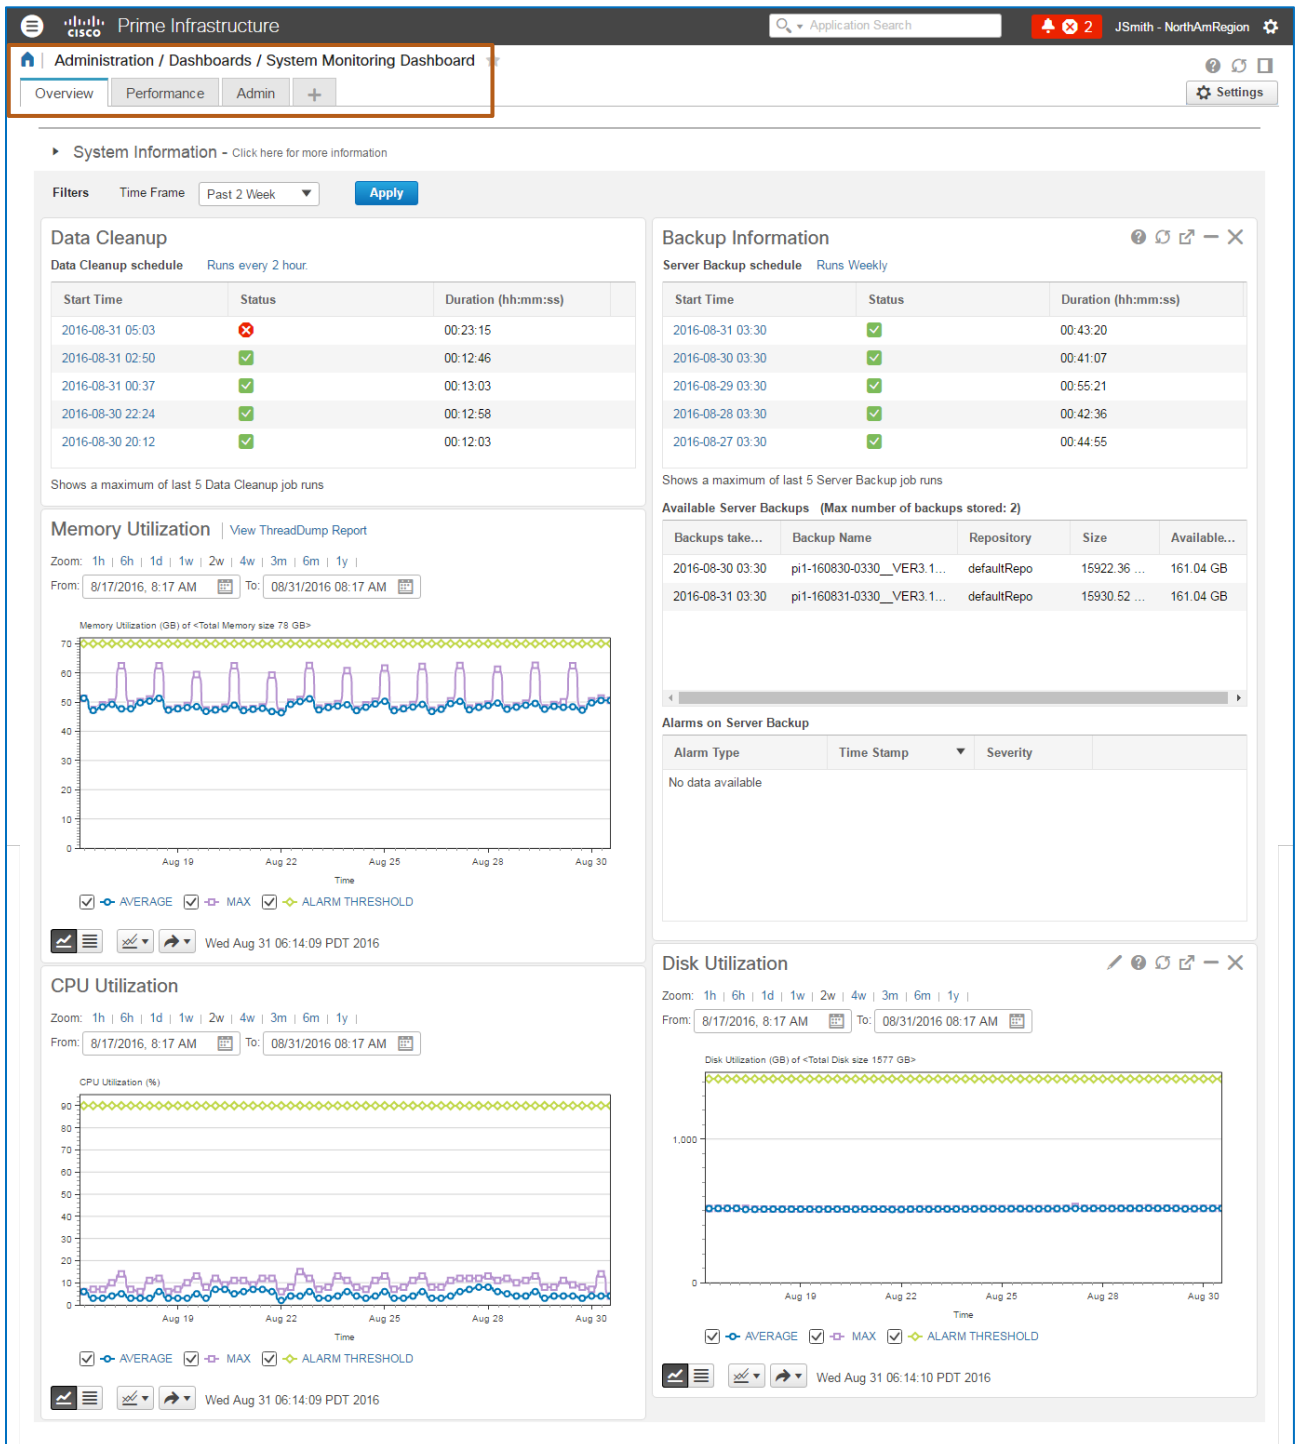 cisco Prime Infrastructure
Application Search
2
JSmith - NorthAmRegion
Administration / Dashboards / System Monitoring Dashboard
Overview Performance Admin +
Settings
System Information - Click here for more information
Filters Time Frame Past 2 Week Apply
Data Cleanup
Data Cleanup schedule Runs every 2 hour.
Start Time Status Duration (hh:mm:ss)
2016-08-31 05:03 00:23:15
2016-08-31 02:50 00:12:46
2016-08-31 00:37 00:13:03
2016-08-30 22:24 00:12:58
2016-08-30 20:12 00:12:03
Shows a maximum of last 5 Data Cleanup job runs
Memory Utilization | View ThreadDump Report
Zoom: 1h | 6h | 1d | 1w | 2w | 4w | 3m | 6m | 1y |
From: 8/17/2016, 8:17 AM To: 08/31/2016 08:17 AM
Memory Utilization (GB) of <Total Memory size 78 GB>
70
60
50
40
30
20
10
0
Aug 19 Aug 22 Aug 25 Aug 28 Aug 30
Time
AVERAGE MAX ALARM THRESHOLD
Wed Aug 31 06:14:09 PDT 2016
CPU Utilization
Zoom: 1h | 6h | 1d | 1w | 2w | 4w | 3m | 6m | 1y |
From: 8/17/2016, 8:17 AM To: 08/31/2016 08:17 AM
CPU Utilization (%)
90
80
70
60
50
40
30
20
10
0
Aug 19 Aug 22 Aug 25 Aug 28 Aug 30
Time
AVERAGE MAX ALARM THRESHOLD
Wed Aug 31 06:14:09 PDT 2016
Backup Information
Server Backup schedule Runs Weekly
Start Time Status Duration (hh:mm:ss)
2016-08-31 03:30 00:43:20
2016-08-30 03:30 00:41:07
2016-08-29 03:30 00:55:21
2016-08-28 03:30 00:42:36
2016-08-27 03:30 00:44:55
Shows a maximum of last 5 Server Backup job runs
Available Server Backups (Max number of backups stored: 2)
Backups take... Backup Name Repository Size Available...
2016-08-30 03:30 pi1-160830-0330__VER3.1... defaultRepo 15922.36 ... 161.04 GB
2016-08-31 03:30 pi1-160831-0330__VER3.1... defaultRepo 15930.52 ... 161.04 GB
Alarms on Server Backup
Alarm Type Time Stamp Severity
No data available
Disk Utilization
Zoom: 1h | 6h | 1d | 1w | 2w | 4w | 3m | 6m | 1y |
From: 8/17/2016, 8:17 AM To: 08/31/2016 08:17 AM
Disk Utilization (GB) of <Total Disk size 1577 GB>
1,000
0
Aug 19 Aug 22 Aug 25 Aug 28 Aug 30
Time
AVERAGE MAX ALARM THRESHOLD
Wed Aug 31 06:14:10 PDT 2016